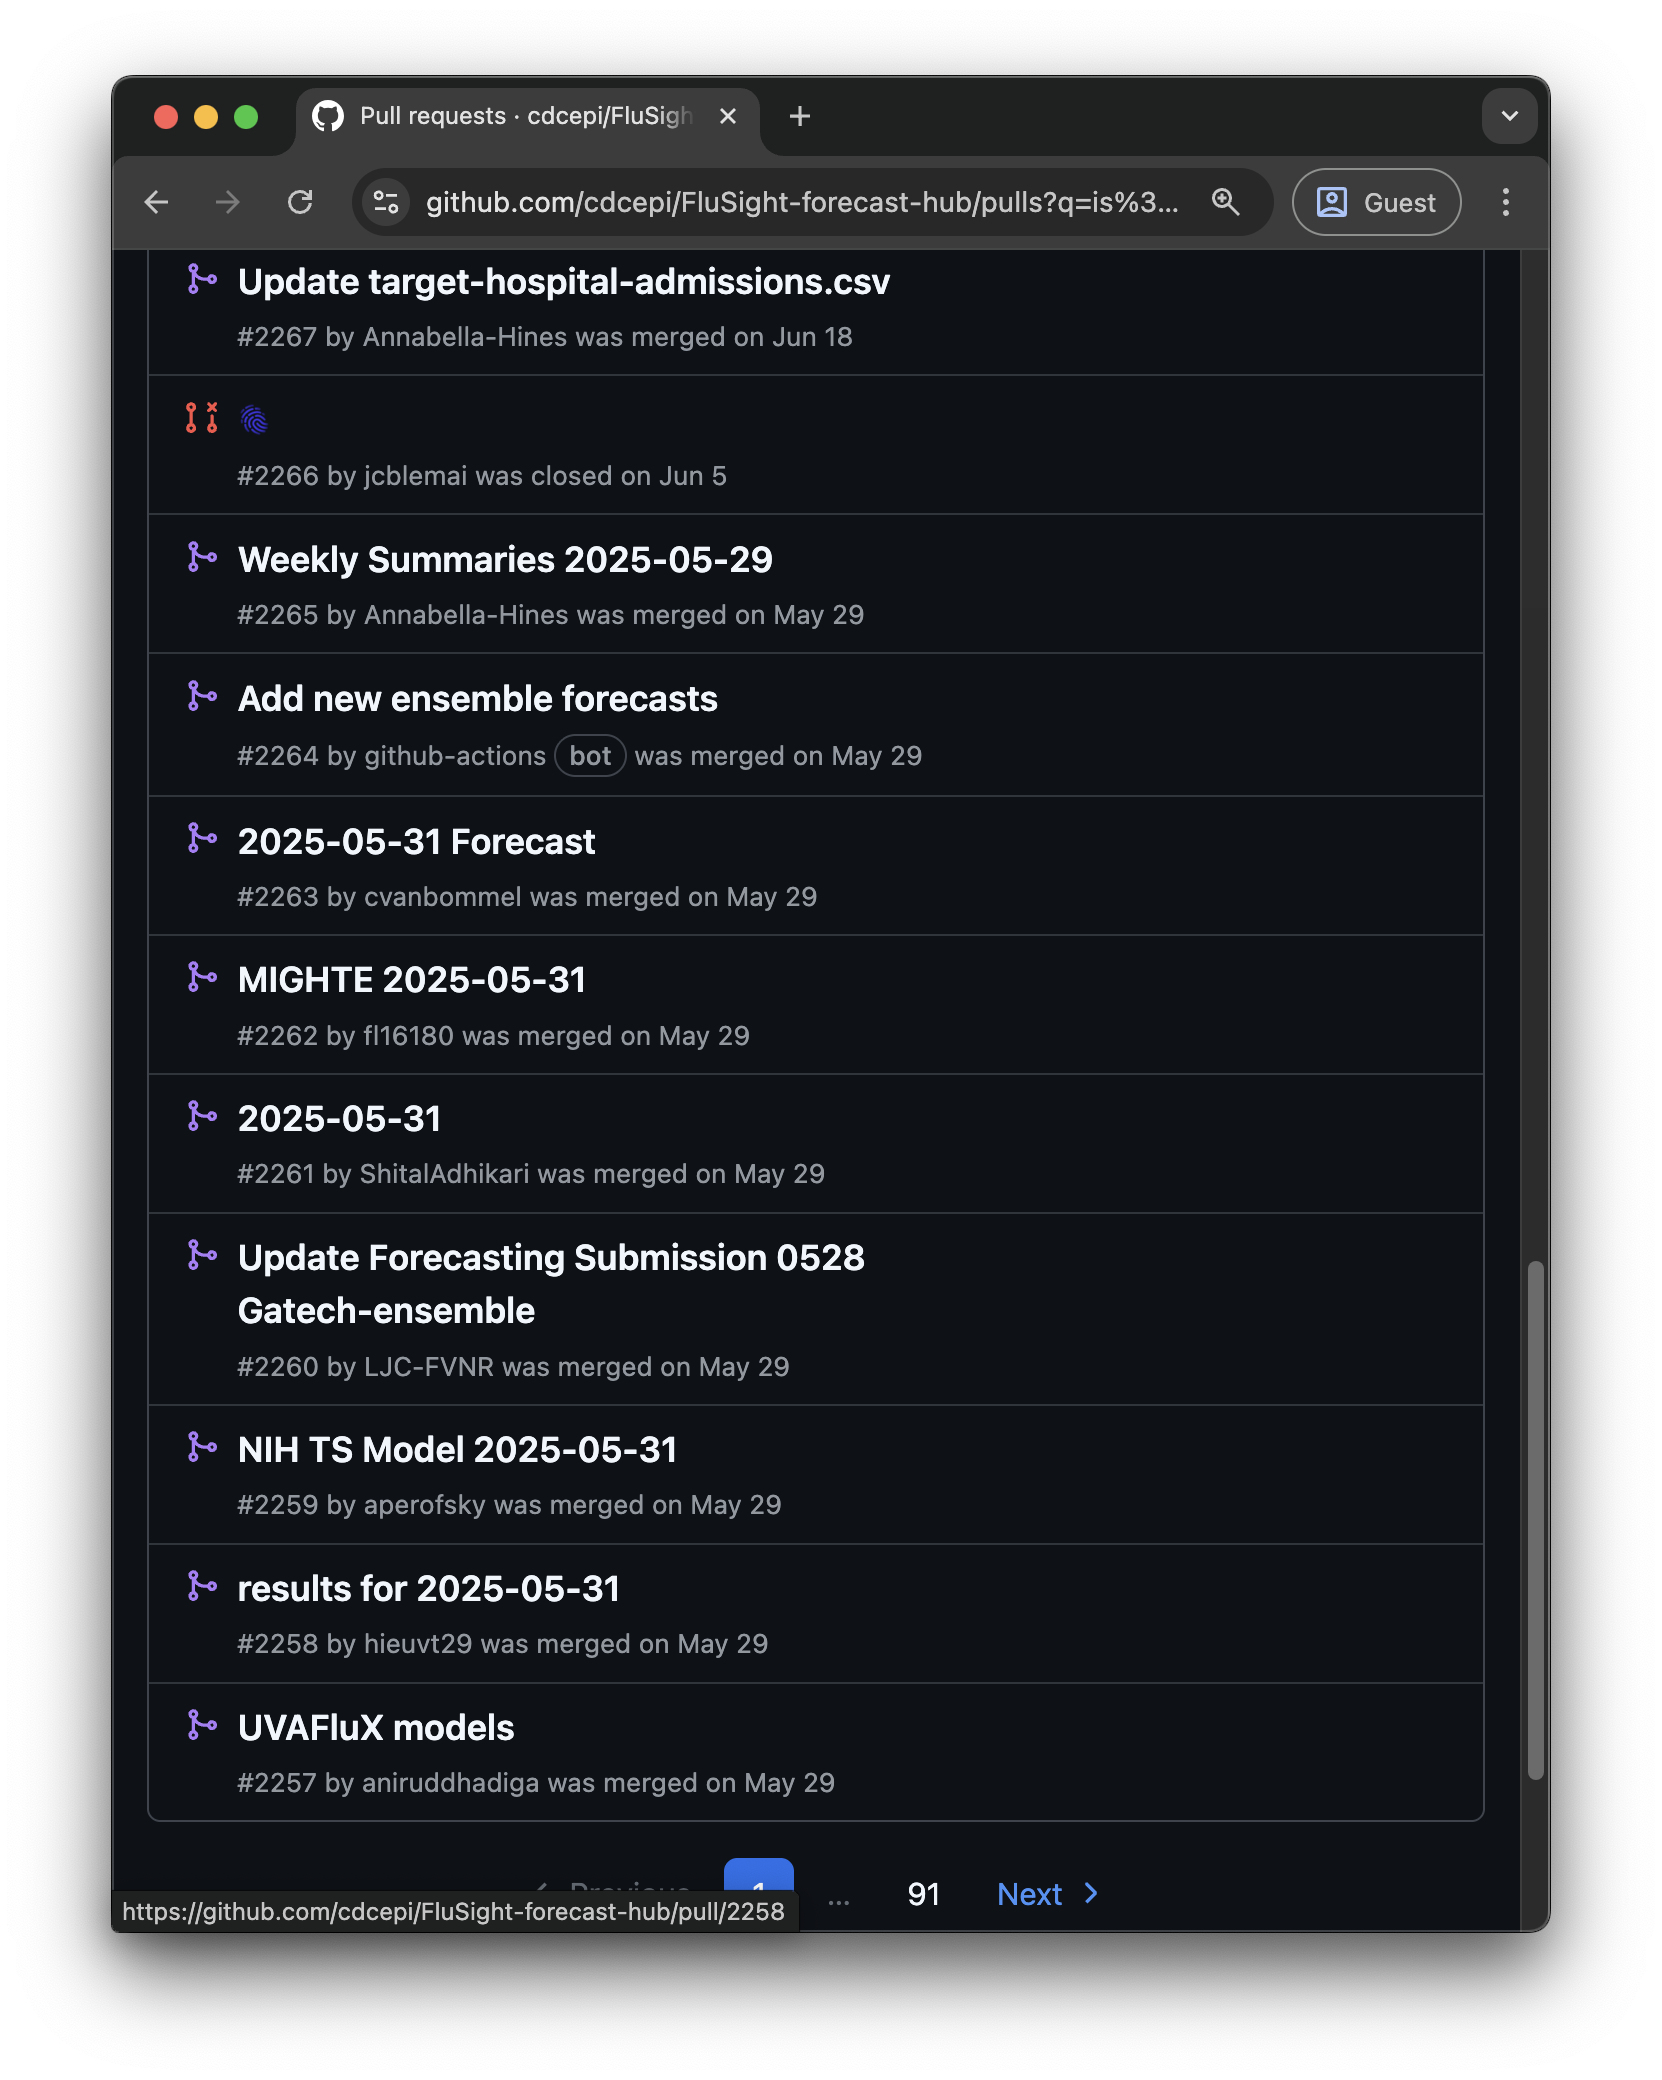 Pull requests · cdcepi/FluSigh
github.com/cdcepi/FluSight-forecast-hub/pulls?q=is%3...
Guest
Update target-hospital-admissions.csv
#2267 by Annabella-Hines was merged on Jun 18
#2266 by jcblemai was closed on Jun 5
Weekly Summaries 2025-05-29
#2265 by Annabella-Hines was merged on May 29
Add new ensemble forecasts
#2264 by github-actions bot was merged on May 29
2025-05-31 Forecast
#2263 by cvanbommel was merged on May 29
MIGHTE 2025-05-31
#2262 by fl16180 was merged on May 29
2025-05-31
#2261 by ShitalAdhikari was merged on May 29
Update Forecasting Submission 0528
Gatech-ensemble
#2260 by LJC-FVNR was merged on May 29
NIH TS Model 2025-05-31
#2259 by aperofsky was merged on May 29
results for 2025-05-31
#2258 by hieuvt29 was merged on May 29
UVAFluX models
#2257 by aniruddhadiga was merged on May 29
Previous 1 ... 91 Next
https://github.com/cdcepi/FluSight-forecast-hub/pull/2258